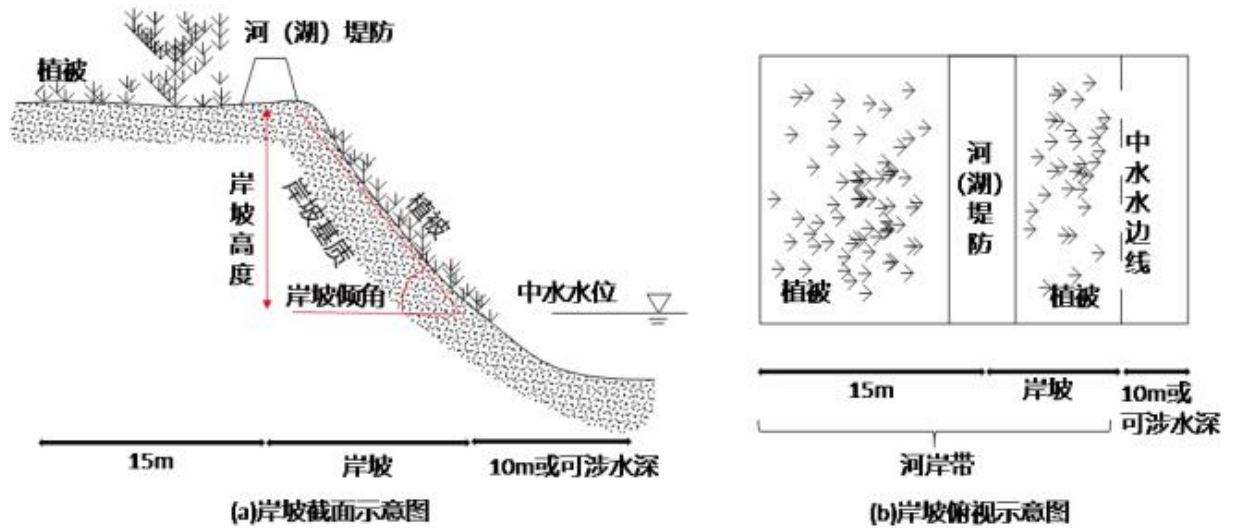 河（湖）堤防
植被
岸坡高度
岸坡基质
植被
岸坡倾角
中水水位
15m
岸坡
10m或可涉水深
(a)岸坡截面示意图
河（湖）堤防
中水水边线
植被
植被
15m
岸坡
10m或
可涉水深
河岸带
(b)岸坡俯视示意图